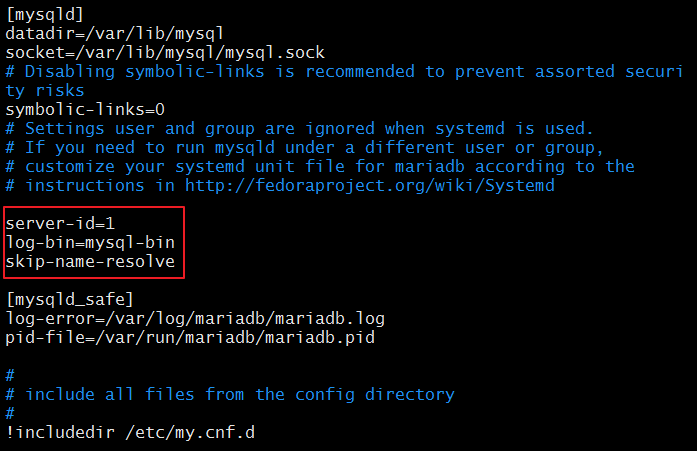 [mysqld]
datadir=/var/lib/mysql
socket=/var/lib/mysql/mysql.sock
# Disabling symbolic-links is recommended to prevent assorted securi
ty risks
symbolic-links=0
# Settings user and group are ignored when systemd is used.
# If you need to run mysqld under a different user or group,
# customize your systemd unit file for mariadb according to the
# instructions in http://fedoraproject.org/wiki/Systemd
server-id=1
log-bin=mysql-bin
skip-name-resolve
[mysqld_safe]
log-error=/var/log/mariadb/mariadb.log
pid-file=/var/run/mariadb/mariadb.pid
#
# include all files from the config directory
#
!includedir /etc/my.cnf.d